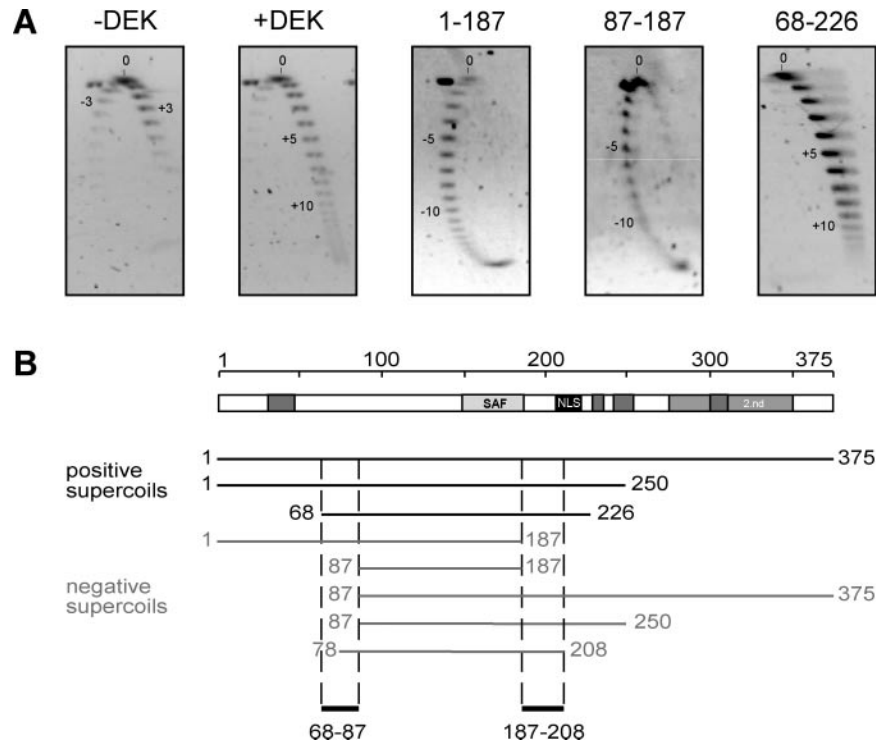 A
-DEK +DEK 1-187 87-187 68-226
0 0 0 0 0
-3 +3
+5 -5 -5 +5
+10 -10 -10 +10
B
1 100 200 300 375
SAF NLS 2.nd
positive
supercoils
1 375
1 250
68 226
negative
supercoils
1 187
87 187
87 375
87 250
78 208
68-87 187-208